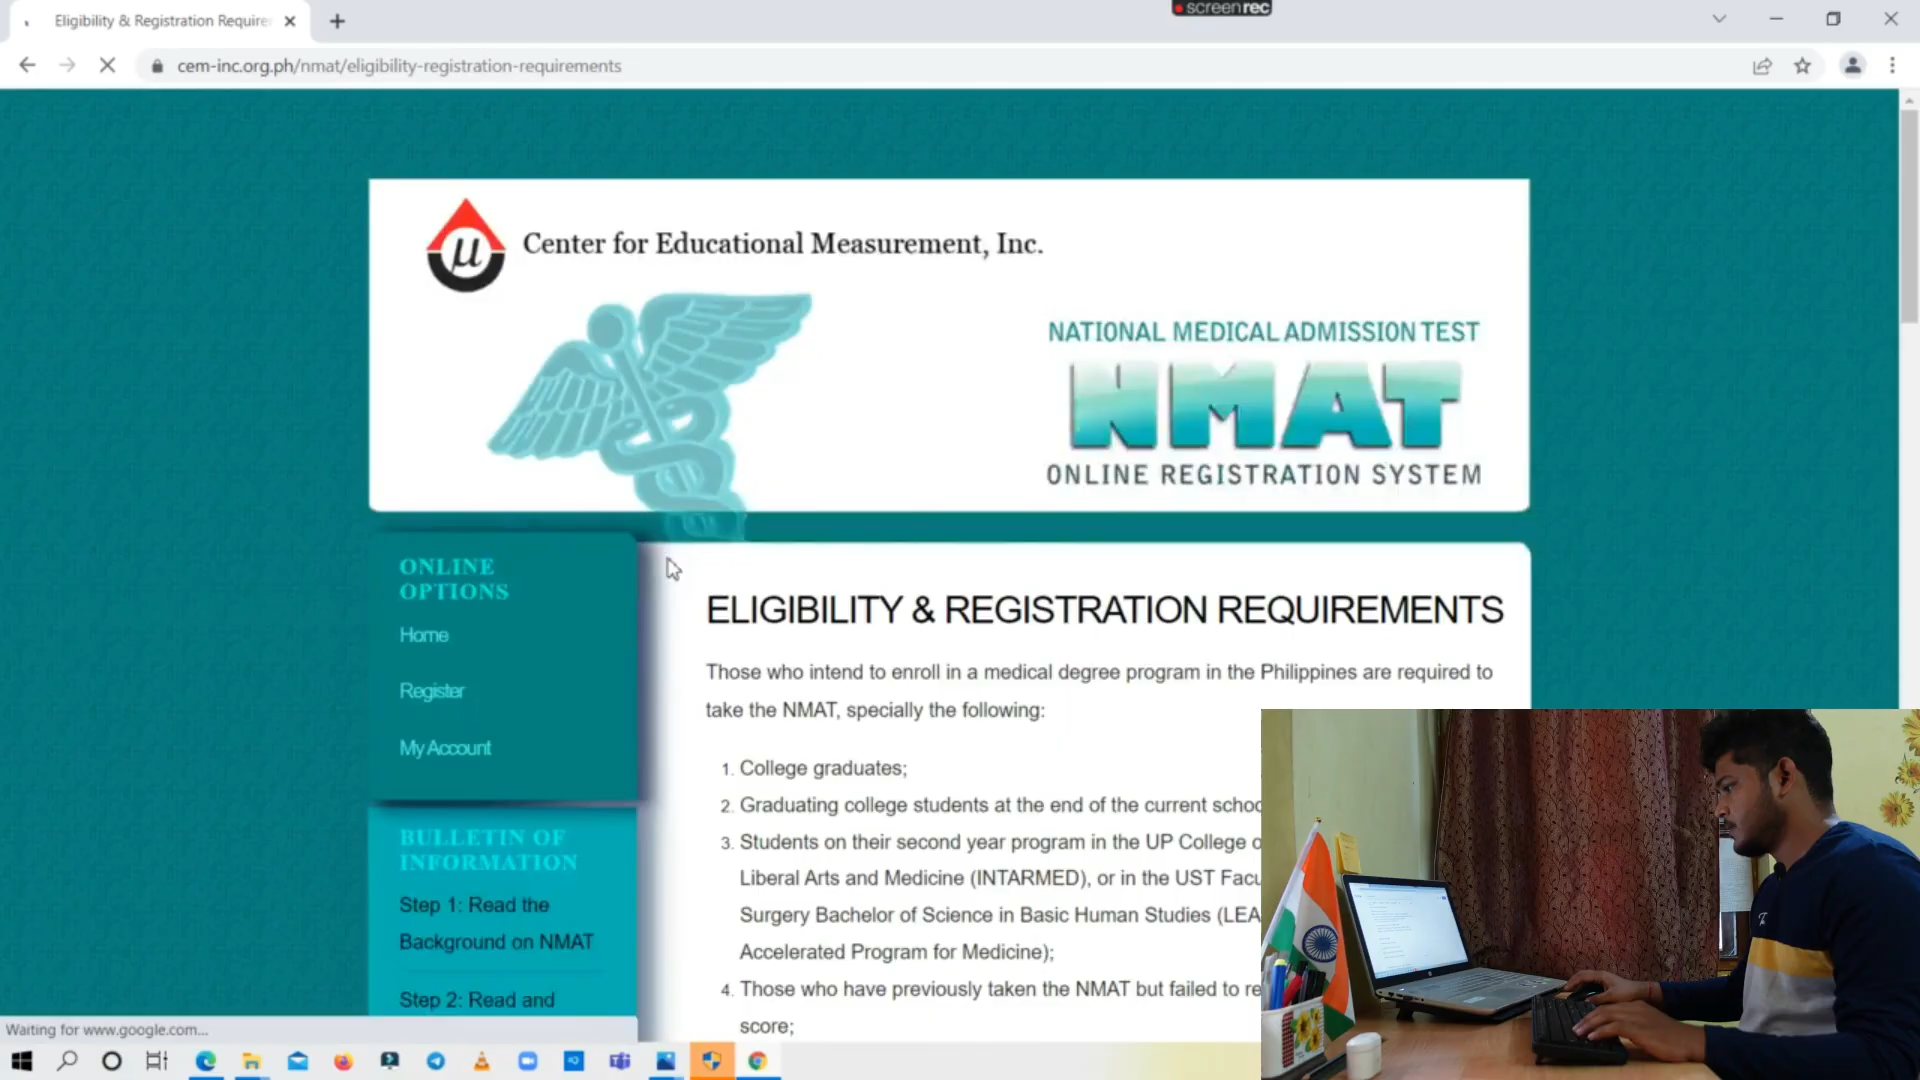 screenrec
Eligibility & Registration Require
cem-inc.org.ph/nmat/eligibility-registration-requirements
μ
Center for Educational Measurement, Inc.
NATIONAL MEDICAL ADMISSION TEST
NMAT
ONLINE REGISTRATION SYSTEM
ONLINE
OPTIONS
Home
Register
My Account
BULLETIN OF
INFORMATION
Step 1: Read the
Background on NMAT
Step 2: Read and
ELIGIBILITY & REGISTRATION REQUIREMENTS
Those who intend to enroll in a medical degree program in the Philippines are required to
take the NMAT, specially the following:
1. College graduates;
2. Graduating college students at the end of the current schoo
3. Students on their second year program in the UP College o
Liberal Arts and Medicine (INTARMED), or in the UST Facu
Surgery Bachelor of Science in Basic Human Studies (LEA
Accelerated Program for Medicine);
4. Those who have previously taken the NMAT but failed to re
score;
Waiting for www.google.com...